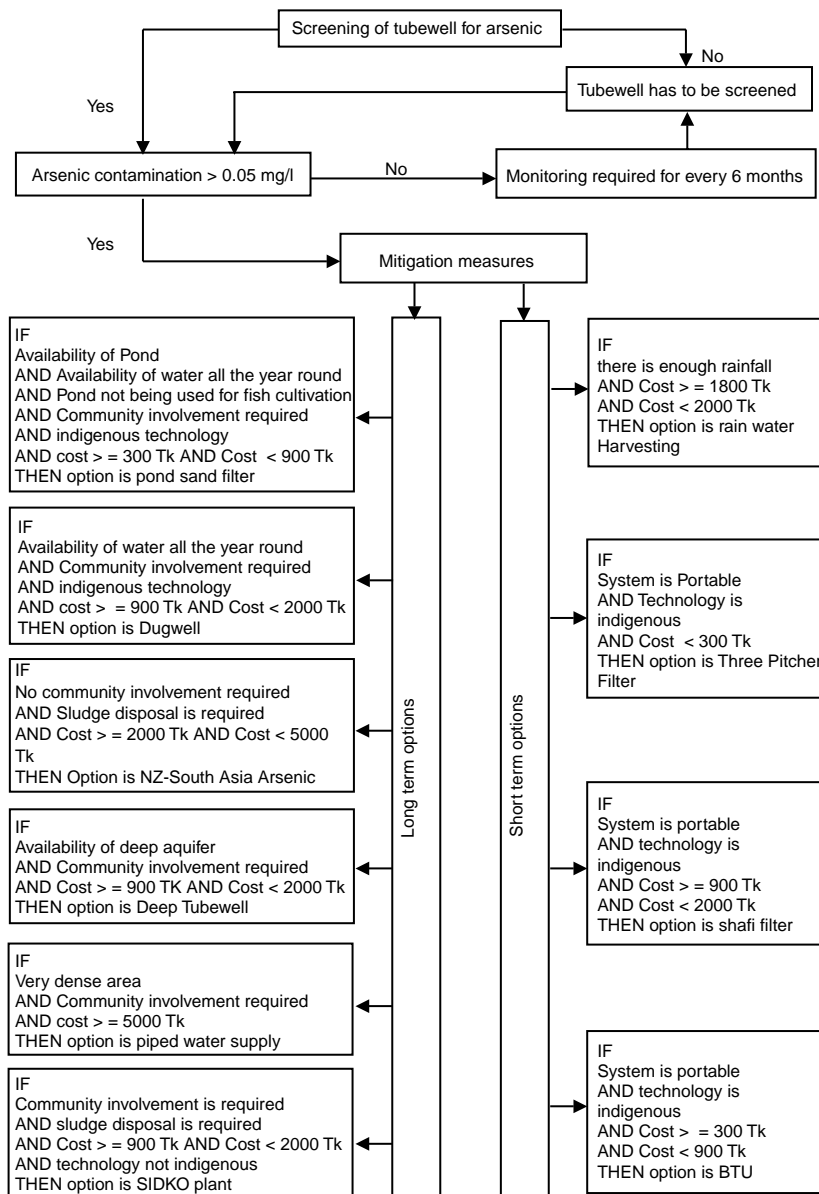 Screening of tubewell for arsenic
No
Tubewell has to be screened
Yes
Arsenic contamination > 0.05 mg/l
No
Monitoring required for every 6 months
Yes
Mitigation measures
IF
Availability of Pond
AND Availability of water all the year round
AND Pond not being used for fish cultivation
AND Community involvement required
AND indigenous technology
AND cost > = 300 Tk AND Cost < 900 Tk
THEN option is pond sand filter
IF
Availability of water all the year round
AND Community involvement required
AND indigenous technology
AND cost > = 900 Tk AND Cost < 2000 Tk
THEN option is Dugwell
IF
No community involvement required
AND Sludge disposal is required
AND Cost > = 2000 Tk AND Cost < 5000
Tk
THEN Option is NZ-South Asia Arsenic
IF
Availability of deep aquifer
AND Community involvement required
AND Cost > = 900 TK AND Cost < 2000 Tk
THEN option is Deep Tubewell
IF
Very dense area
AND Community involvement required
AND cost > = 5000 Tk
THEN option is piped water supply
IF
Community involvement is required
AND sludge disposal is required
AND Cost > = 900 Tk AND Cost < 2000 Tk
AND technology not indigenous
THEN option is SIDKO plant
Long term options
Short term options
IF
there is enough rainfall
AND Cost > = 1800 Tk
AND Cost < 2000 Tk
THEN option is rain water
Harvesting
IF
System is Portable
AND Technology is
indigenous
AND Cost < 300 Tk
THEN option is Three Pitcher
Filter
IF
System is portable
AND technology is
indigenous
AND Cost > = 900 Tk
AND Cost < 2000 Tk
THEN option is shafi filter
IF
System is portable
AND technology is
indigenous
AND Cost > = 300 Tk
AND Cost < 900 Tk
THEN option is BTU